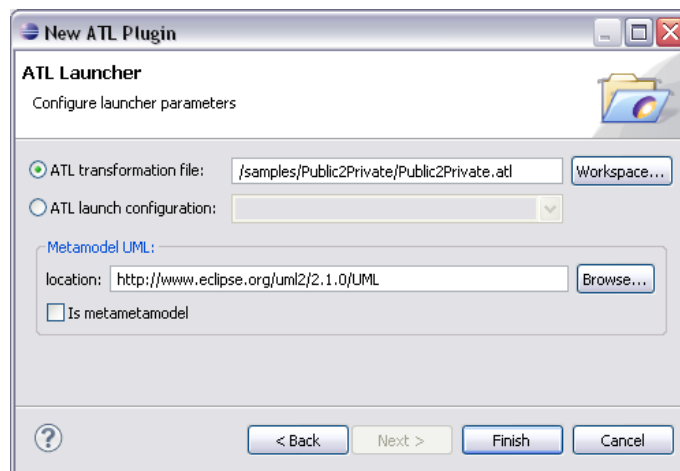 New ATL Plugin
ATL Launcher
Configure launcher parameters
ATL transformation file: /samples/Public2Private/Public2Private.atl Workspace...
ATL launch configuration:
Metamodel UML:
location: http://www.eclipse.org/uml2/2.1.0/UML Browse...
Is metametamodel
? < Back Next > Finish Cancel